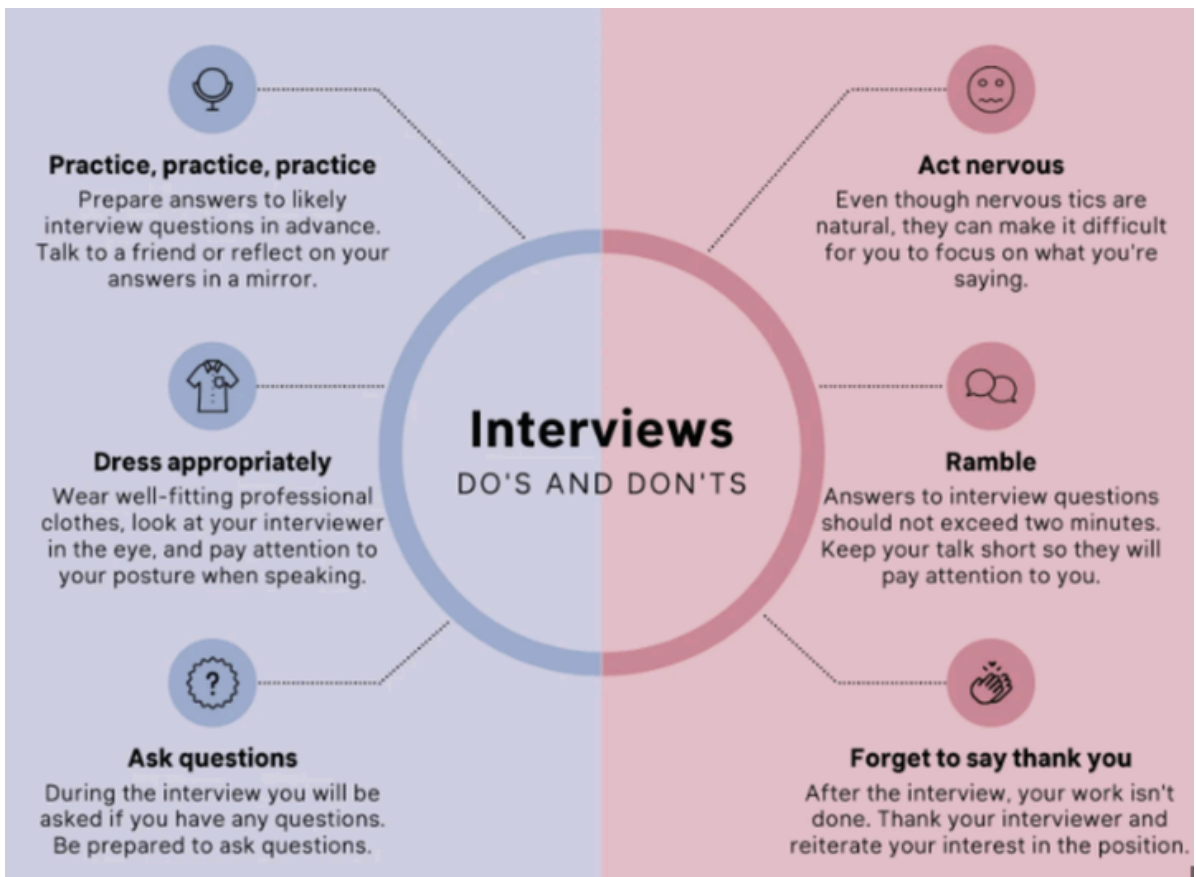 Practice, practice, practice
Prepare answers to likely
interview questions in advance.
Talk to a friend or reflect on your
answers in a mirror.
Dress appropriately
Wear well-fitting professional
clothes, look at your interviewer
in the eye, and pay attention to
your posture when speaking.
?
Ask questions
During the interview you will be
asked if you have any questions.
Be prepared to ask questions.
Interviews
DO'S AND DON'TS
Act nervous
Even though nervous tics are
natural, they can make it difficult
for you to focus on what you're
saying.
Ramble
Answers to interview questions
should not exceed two minutes.
Keep your talk short so they will
pay attention to you.
Forget to say thank you
After the interview, your work isn't
done. Thank your interviewer and
reiterate your interest in the position.